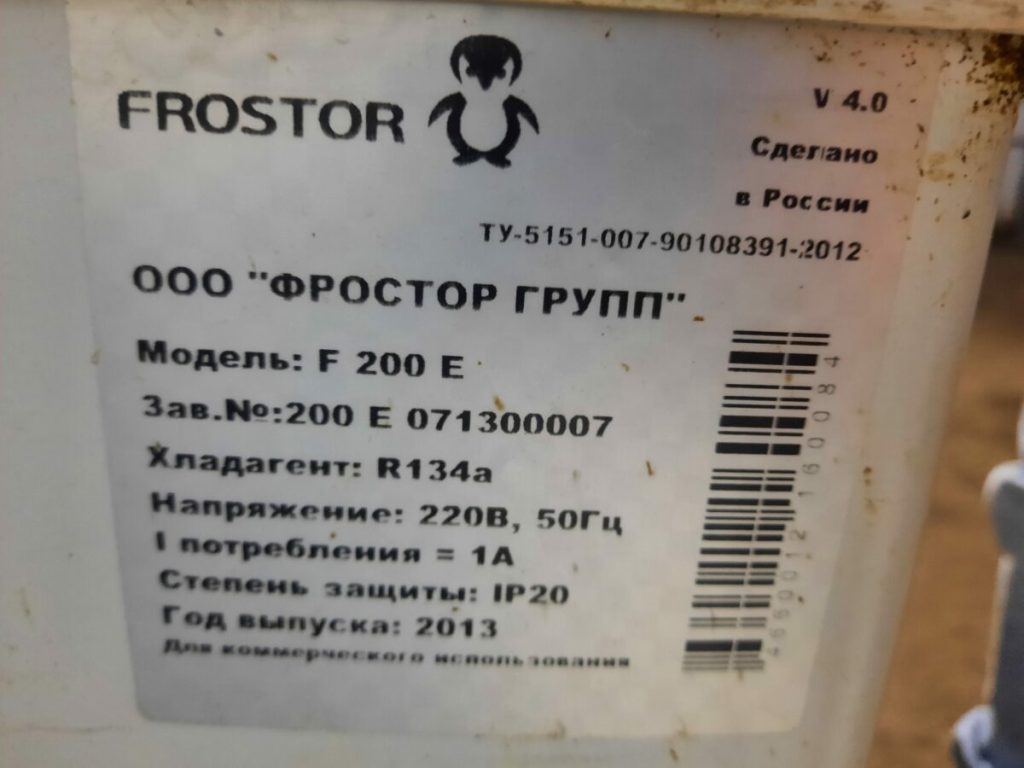 FROSTOR
V 4.0
Сделано
в России
ТУ-5151-007-90108391-2012
ООО "ФРОСТОР ГРУПП"
Модель: F 200 E
Зав.№:200 E 071300007
Хладагент: R134a
Напряжение: 220В, 50Гц
I потребления = 1А
Степень защиты: IP20
Год выпуска: 2013
Для коммерческого использования